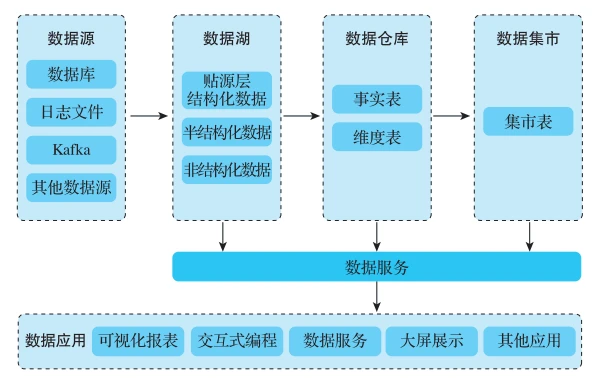 数据源
数据库
日志文件
Kafka
其他数据源
数据湖
贴源层
结构化数据
半结构化数据
非结构化数据
数据仓库
事实表
维度表
数据集市
集市表
数据服务
数据应用
可视化报表
交互式编程
数据服务
大屏展示
其他应用